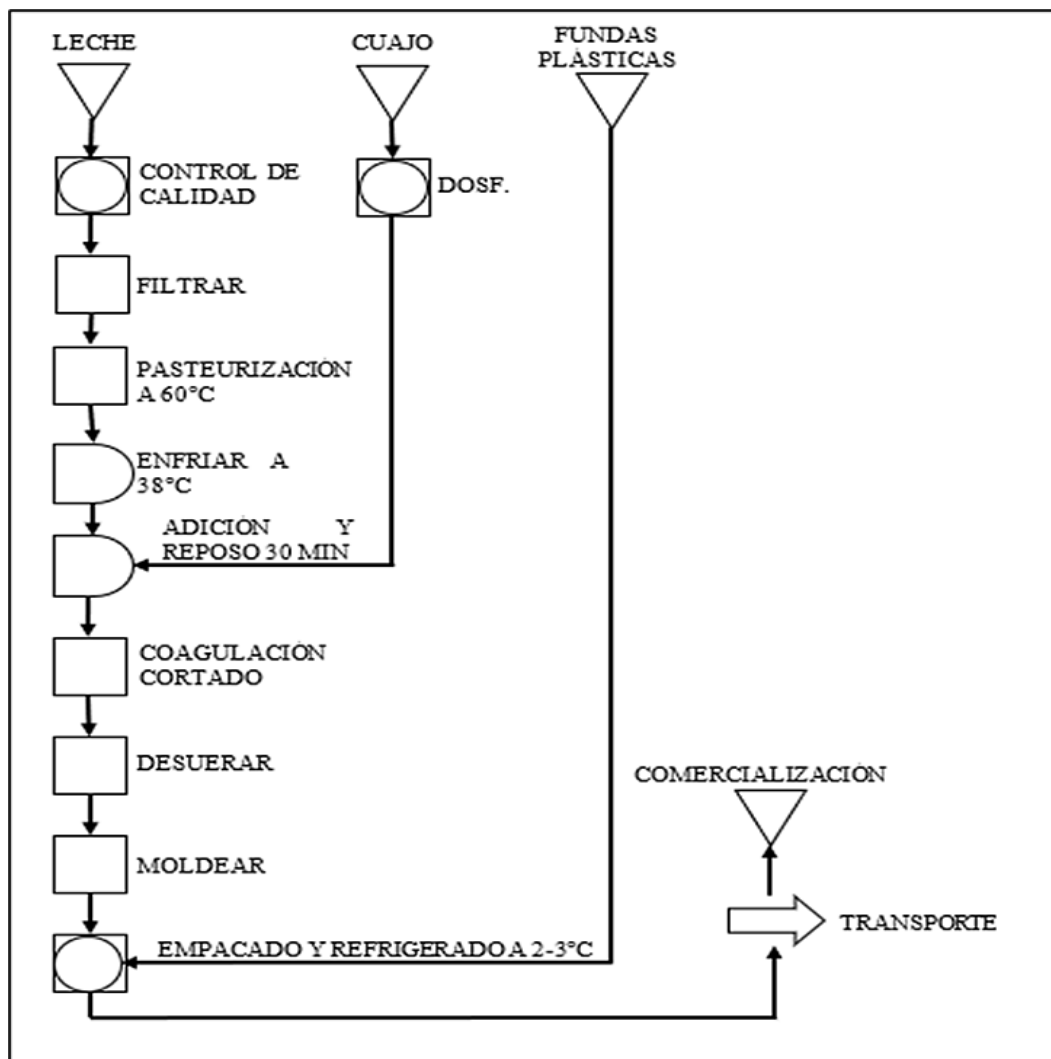 LECHE
CUAJO
FUNDAS
PLÁSTICAS
CONTROL DE
CALIDAD
DOSF.
FILTRAR
PASTEURIZACIÓN
A 60°C
ENFRIAR A
38°C
ADICIÓN Y
REPOSO 30 MIN
COAGULACIÓN
CORTADO
DESUERAR
COMERCIALIZACIÓN
MOLDEAR
TRANSPORTE
EMPACADO Y REFRIGERADO A 2-3°C